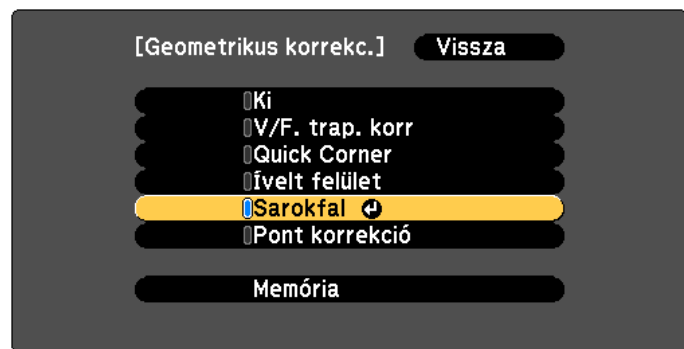 [Geometrikus korrekc.] Vissza
Ki
V/F. trap. korr
Quick Corner
Ívelt felület
Sarokfal
Pont korrekció
Memória